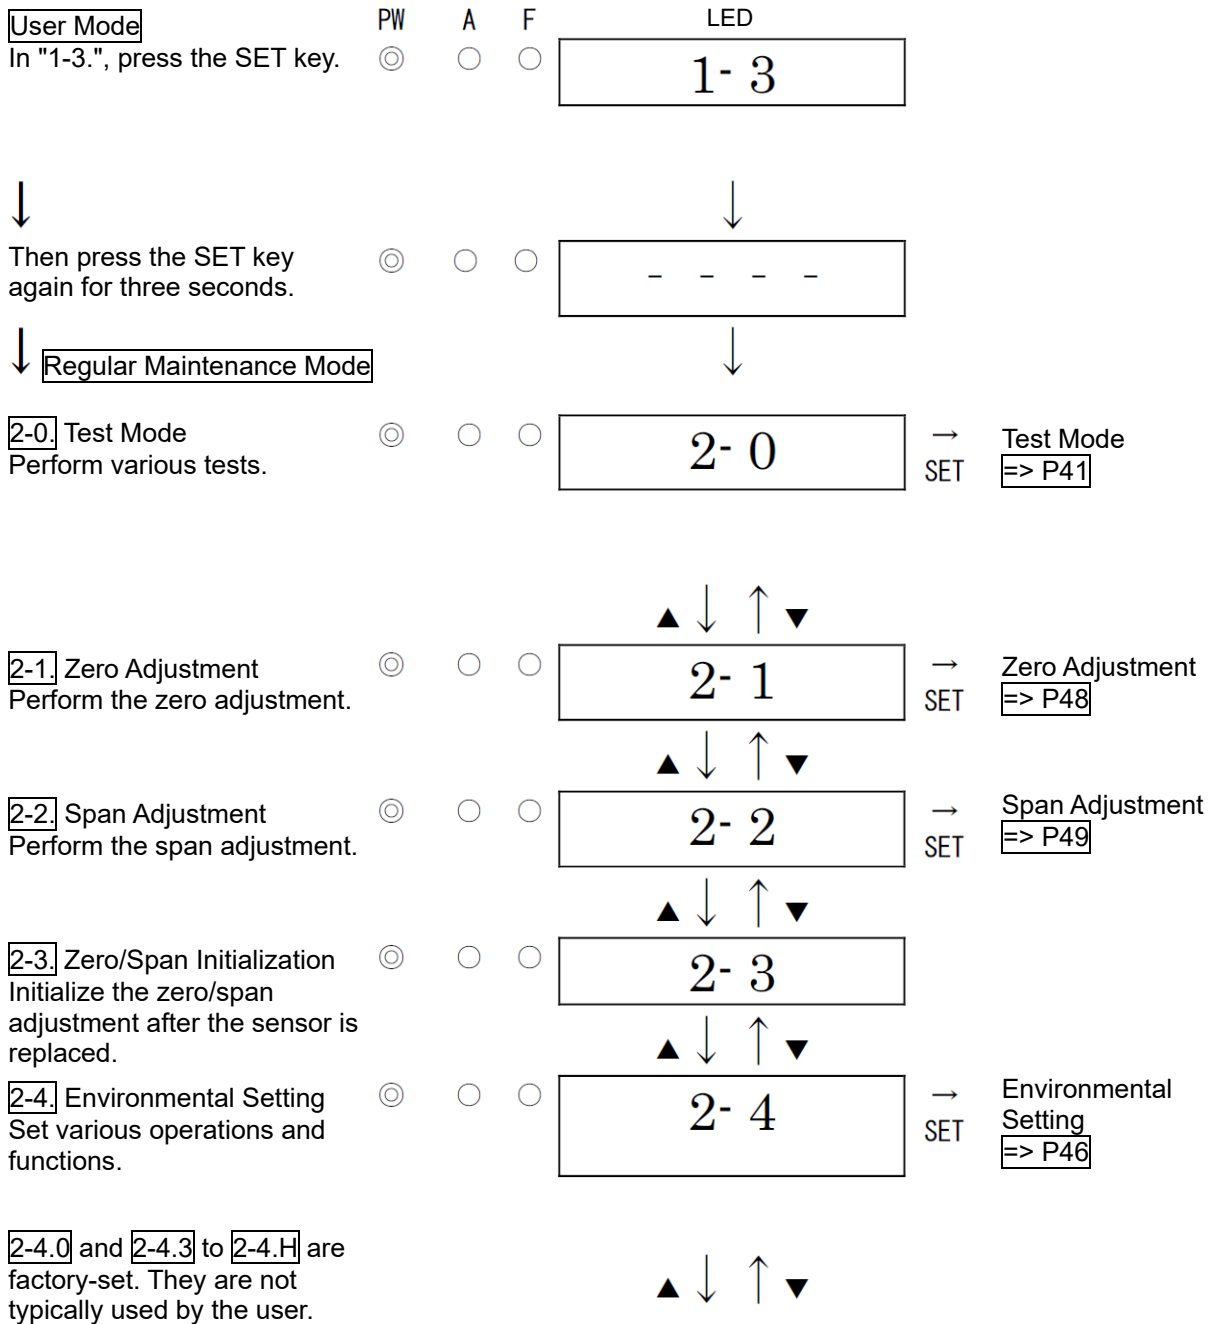 User Mode PW A F LED
In "1-3.", press the SET key. ◎ ○ ○ 1- 3
↓ ↓
Then press the SET key ◎ ○ ○ - - - -
again for three seconds.
↓ Regular Maintenance Mode ↓
2-0. Test Mode ◎ ○ ○ 2- 0 → Test Mode
Perform various tests. SET => P41
▲ ↓ ↑ ▼
2-1. Zero Adjustment ◎ ○ ○ 2- 1 → Zero Adjustment
Perform the zero adjustment. SET => P48
▲ ↓ ↑ ▼
2-2. Span Adjustment ◎ ○ ○ 2- 2 → Span Adjustment
Perform the span adjustment. SET => P49
▲ ↓ ↑ ▼
2-3. Zero/Span Initialization ◎ ○ ○ 2- 3
Initialize the zero/span
adjustment after the sensor is
replaced.
▲ ↓ ↑ ▼
2-4. Environmental Setting ◎ ○ ○ 2- 4 → Environmental
Set various operations and SET Setting
functions. => P46
2-4.0 and 2-4.3 to 2-4.H are
factory-set. They are not
typically used by the user.
▲ ↓ ↑ ▼